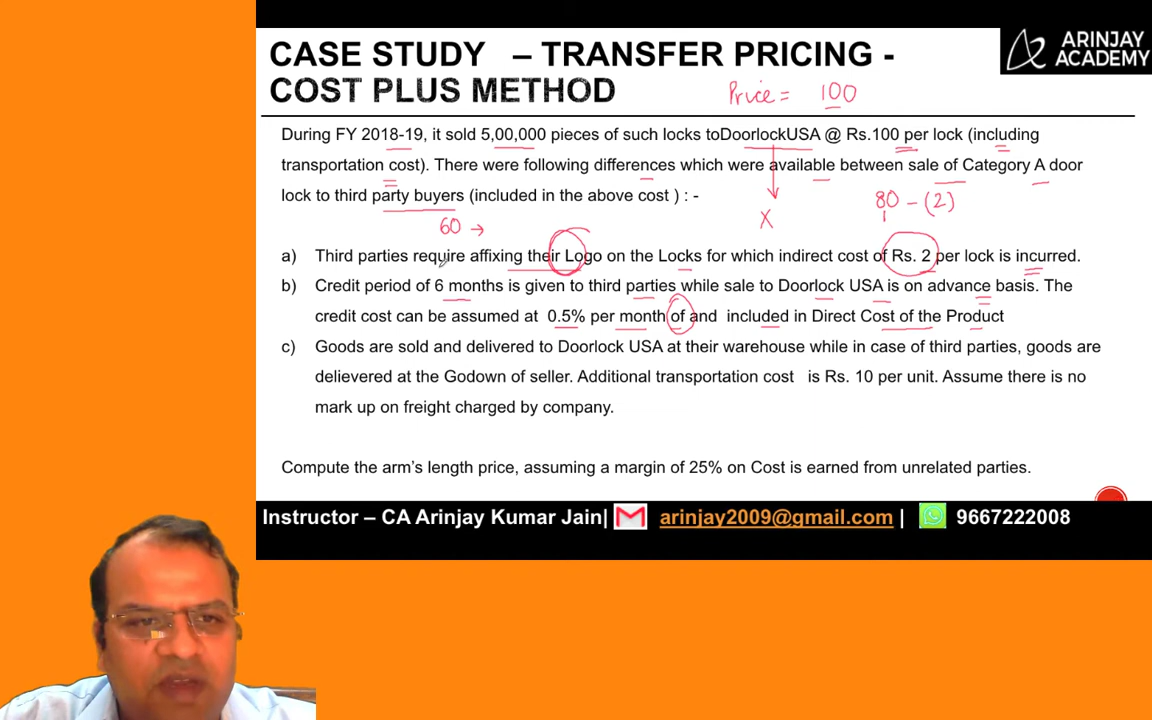 CASE STUDY – TRANSFER PRICING -
COST PLUS METHOD
ARINJAY
ACADEMY
Price = 100
During FY 2018-19, it sold 5,00,000 pieces of such locks toDoorlockUSA @ Rs.100 per lock (including
transportation cost). There were following differences which were available between sale of Category A door
lock to third party buyers (included in the above cost ) : -
80 - (2)
60 →
X
a) Third parties require affixing their Logo on the Locks for which indirect cost of Rs. 2 per lock is incurred.
b) Credit period of 6 months is given to third parties while sale to Doorlock USA is on advance basis. The
credit cost can be assumed at 0.5% per month of and included in Direct Cost of the Product
c) Goods are sold and delivered to Doorlock USA at their warehouse while in case of third parties, goods are
delievered at the Godown of seller. Additional transportation cost is Rs. 10 per unit. Assume there is no
mark up on freight charged by company.
Compute the arm's length price, assuming a margin of 25% on Cost is earned from unrelated parties.
Instructor – CA Arinjay Kumar Jain| arinjay2009@gmail.com | 9667222008